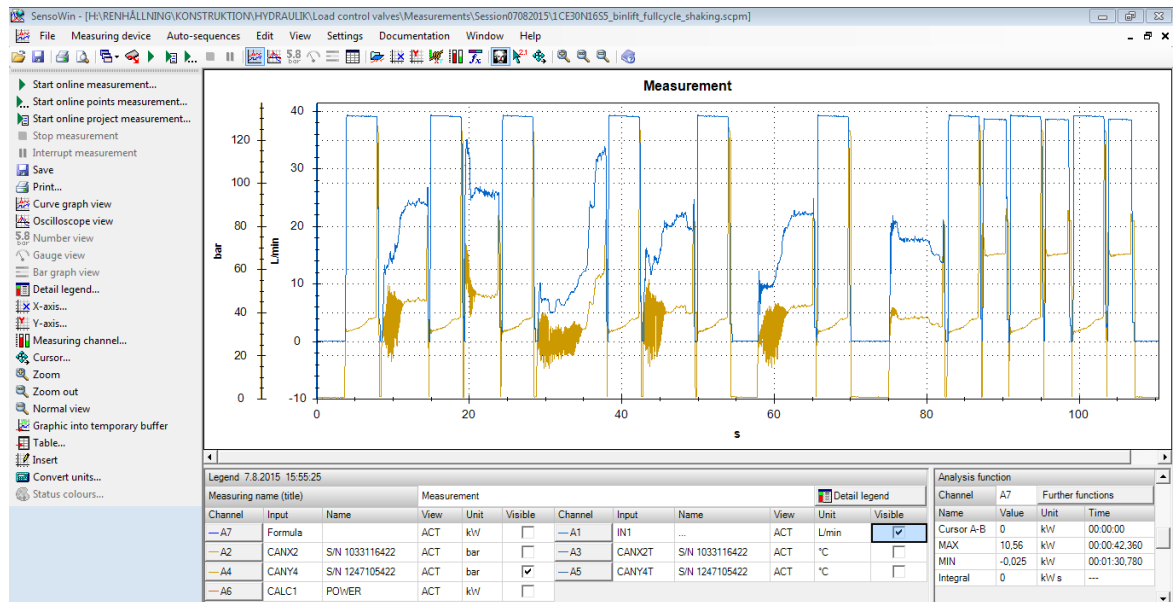 SensoWin - [H:\RENHÅLLNING\KONSTRUKTION\HYDRAULIK\Load control valves\Measurements\Session07082015\1CE30N16S5_binlift_fullcycle_shaking.scpm]
File Measuring device Auto-sequences Edit View Settings Documentation Window Help
5.8 bar 2,1
Start online measurement...
Start online points measurement...
Start online project measurement...
Stop measurement
Interrupt measurement
Save
Print...
Curve graph view
Oscilloscope view
5.8 bar Number view
Gauge view
Bar graph view
Detail legend...
X-axis...
Y-axis...
Measuring channel...
Cursor...
Zoom
Zoom out
Normal view
Graphic into temporary buffer
Table...
Insert
Convert units...
Status colours...
Measurement
bar
120
100
80
60
40
20
0
L/min
40
30
20
10
0
-10
0 20 40 60 80 100
s
Legend 7.8.2015 15:55:25
Measuring name (title) Measurement Detail legend
Channel Input Name View Unit Visible Channel Input Name View Unit Visible
A7 Formula ACT kW A1 IN1 ... ACT L/min
A2 CANX2 S/N 1033116422 ACT bar A3 CANX2T S/N 1033116422 ACT °C
A4 CANY4 S/N 1247105422 ACT bar A5 CANY4T S/N 1247105422 ACT °C
A6 CALC1 POWER ACT kW
Analysis function
Channel A7 Further functions
Name Value Unit Time
Cursor A-B 0 kW 00:00:00
MAX 10,56 kW 00:00:42,360
MIN -0,025 kW 00:01:30,780
Integral 0 kW s ---